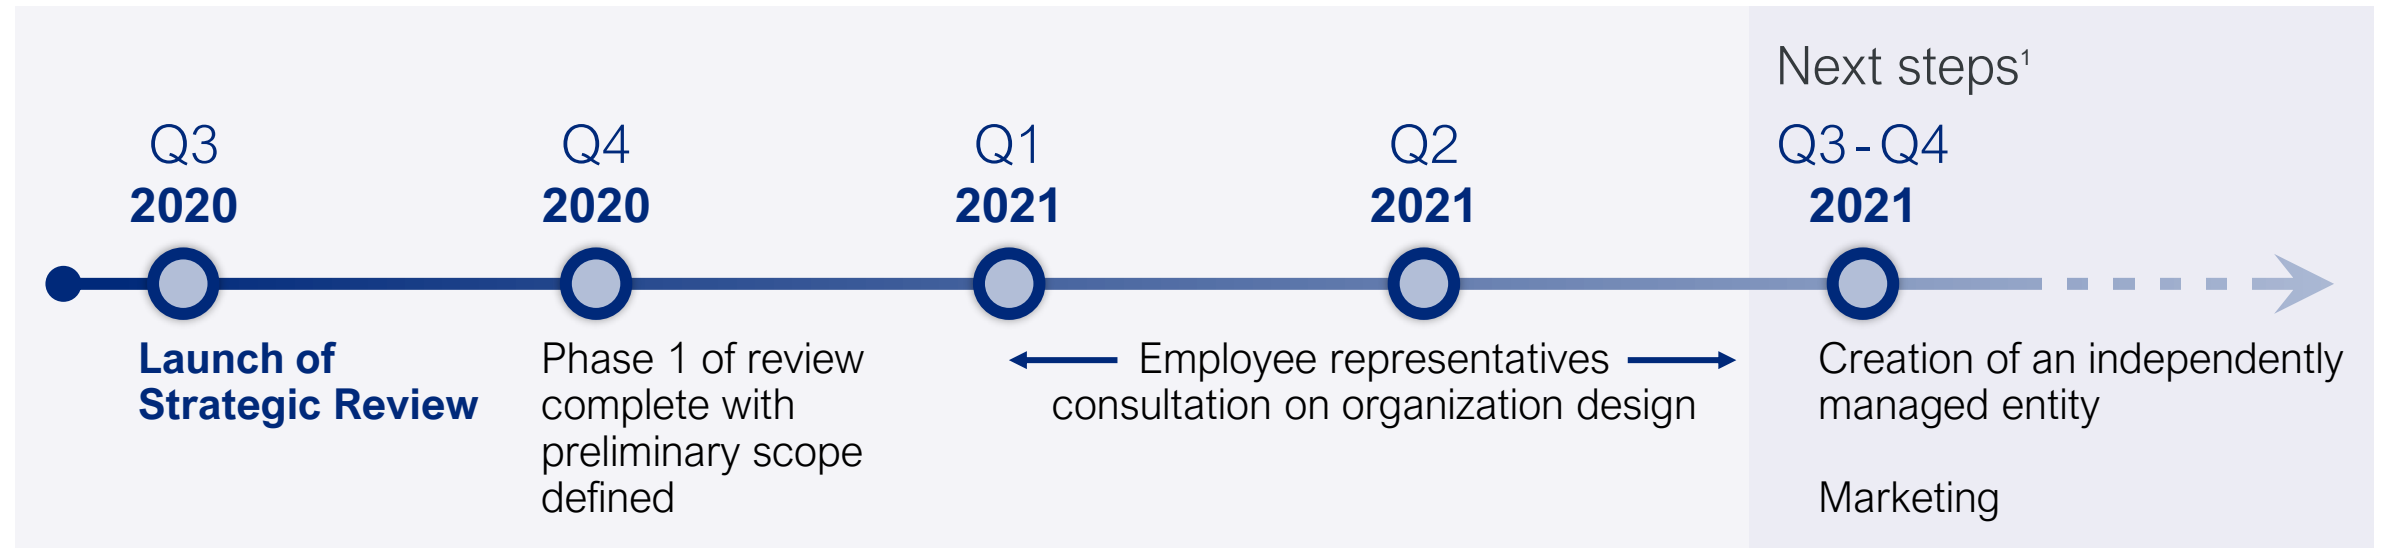 Next steps¹
Q3
2020
Q4
2020
Q1
2021
Q2
2021
Q3 - Q4
2021
Launch of
Strategic Review
Phase 1 of review
complete with
preliminary scope
defined
Employee representatives
consultation on organization design
Creation of an independently
managed entity
Marketing